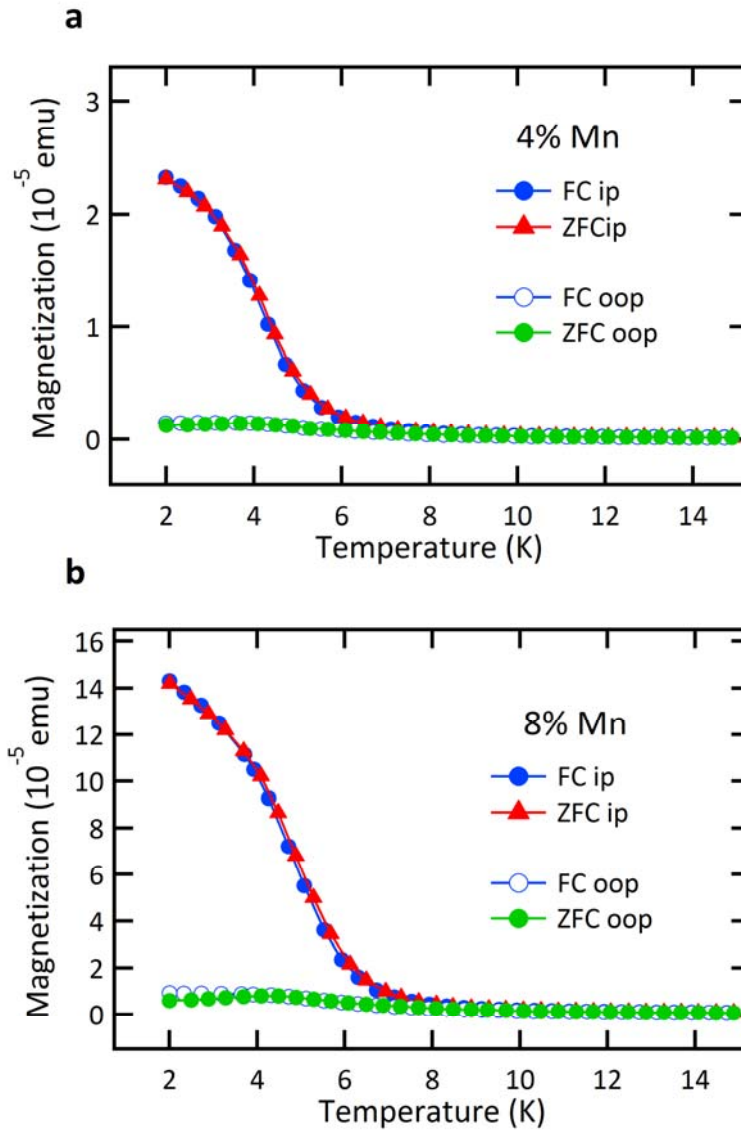 a
3
2
1
0
Magnetization (10⁻⁵ emu)
4% Mn
FC ip
ZFCip
FC oop
ZFC oop
2 4 6 8 10 12 14
Temperature (K)
b
16
14
12
10
8
6
4
2
0
Magnetization (10⁻⁵ emu)
8% Mn
FC ip
ZFC ip
FC oop
ZFC oop
2 4 6 8 10 12 14
Temperature (K)